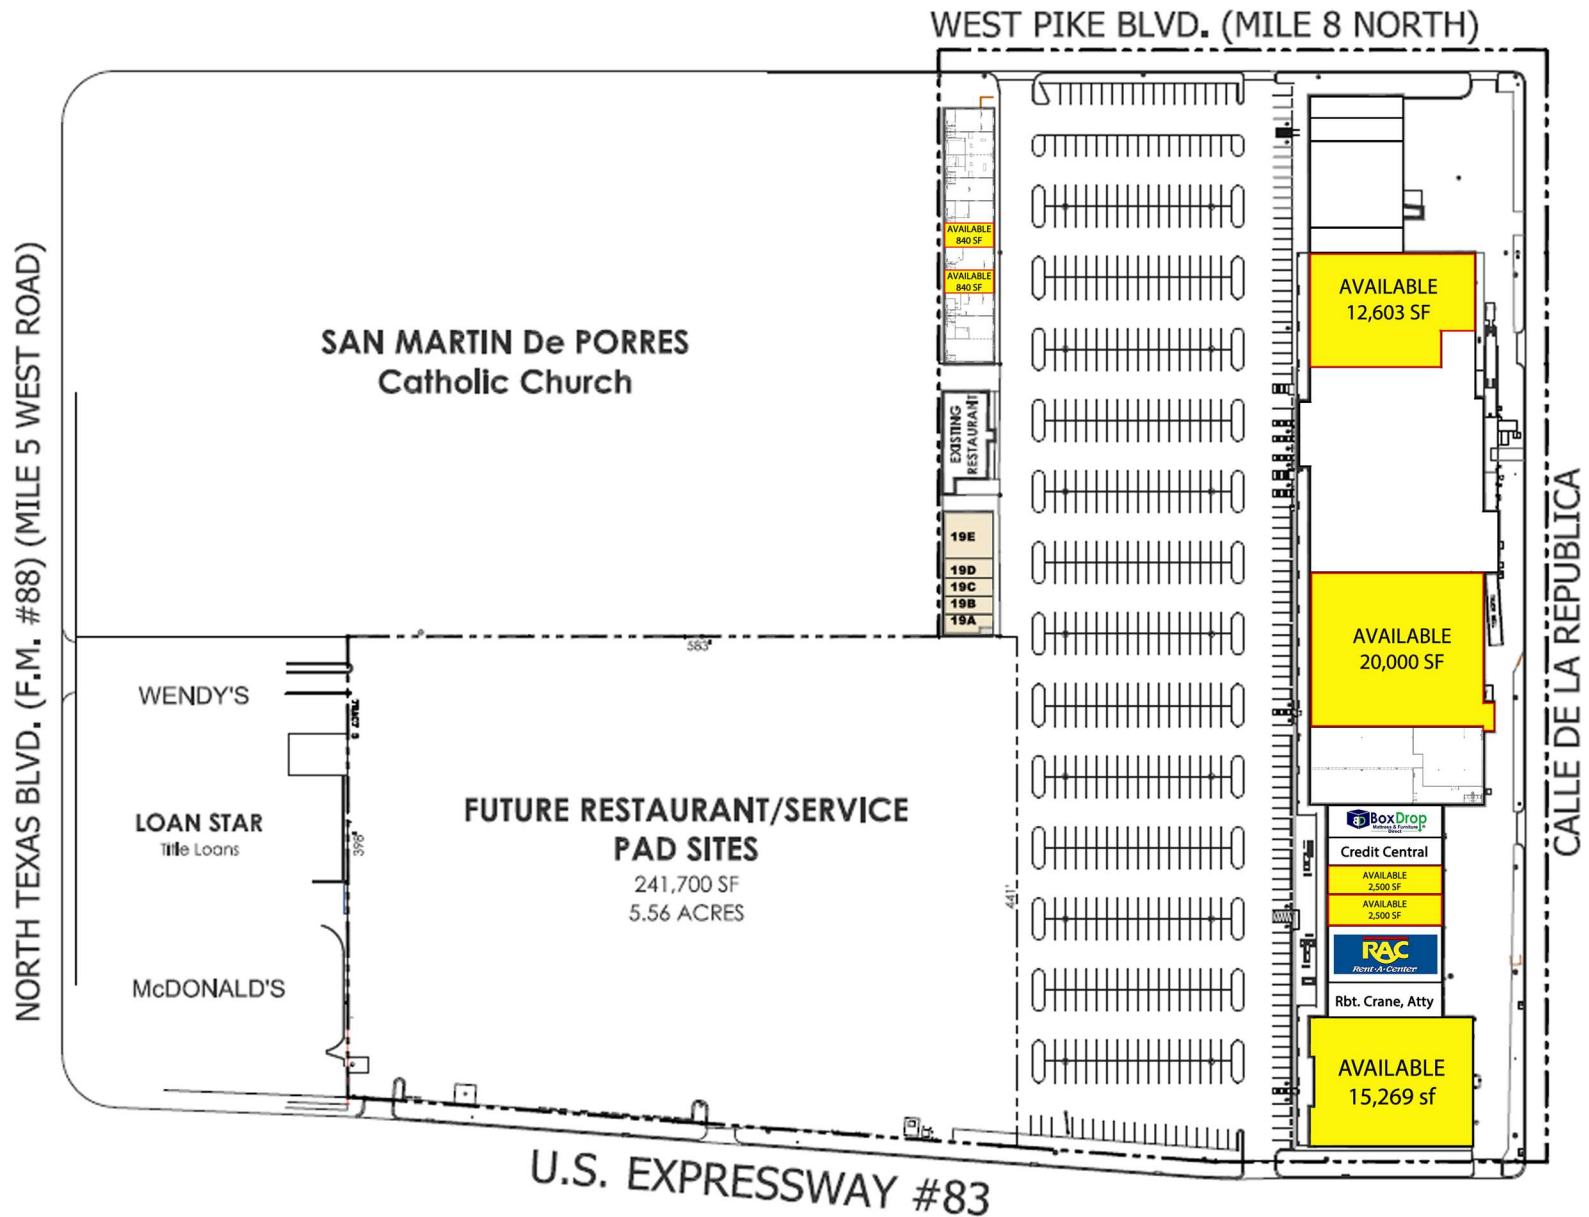 WEST PIKE BLVD. (MILE 8 NORTH)
NORTH TEXAS BLVD. (F.M. #88) (MILE 5 WEST ROAD)
SAN MARTIN De PORRES
Catholic Church
AVAILABLE
840 SF
AVAILABLE
840 SF
EXISTING
RESTAURANT
19E
19D
19C
19B
19A
AVAILABLE
12,603 SF
AVAILABLE
20,000 SF
CALLE DE LA REPUBLICA
583'
WENDY'S
LOAN STAR
Title Loans
398'
McDONALD'S
FUTURE RESTAURANT/SERVICE
PAD SITES
241,700 SF
5.56 ACRES
441'
BoxDrop
Mattress & Furniture
Direct
Credit Central
AVAILABLE
2,500 SF
AVAILABLE
2,500 SF
RAC
Rent-A-Center
Rbt. Crane, Atty
AVAILABLE
15,269 sf
U.S. EXPRESSWAY #83